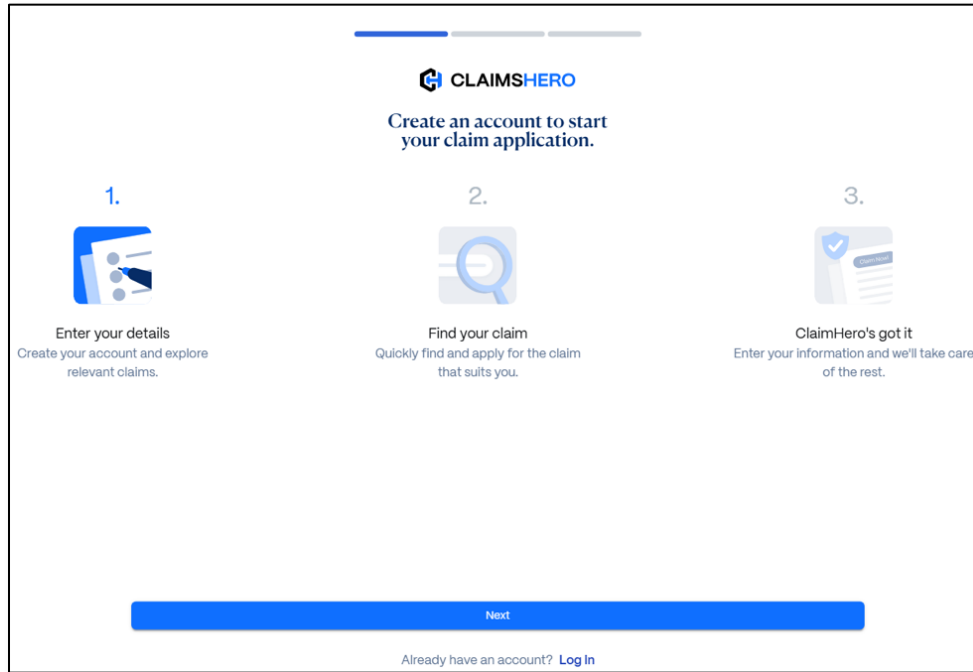 CLAIMSHERO
Create an account to start
your claim application.
1.
Enter your details
Create your account and explore
relevant claims.
2.
Find your claim
Quickly find and apply for the claim
that suits you.
3.
Claim Now!
ClaimHero's got it
Enter your information and we'll take care
of the rest.
Next
Already have an account? Log In